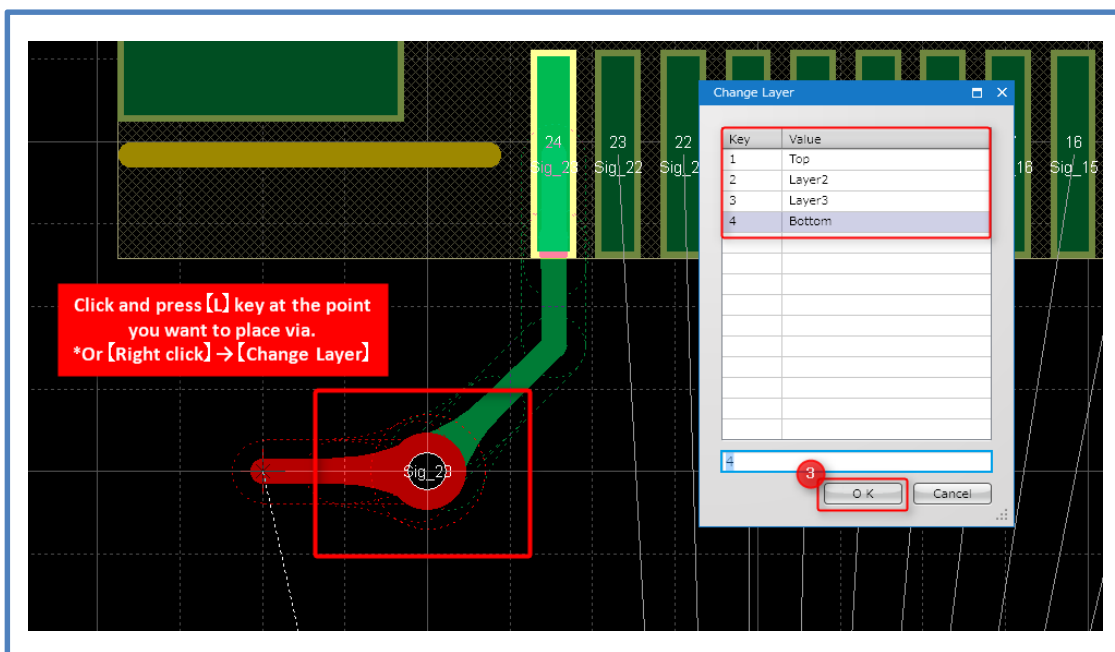 24
Sig_23
23
Sig_22
22
Sig_2
16
16
Sig_15
Change Layer
Key Value
1 Top
2 Layer2
3 Layer3
4 Bottom
4
3
O K
Cancel
Click and press【L】key at the point
you want to place via.
*Or【Right click】→【Change Layer】
Sig_23